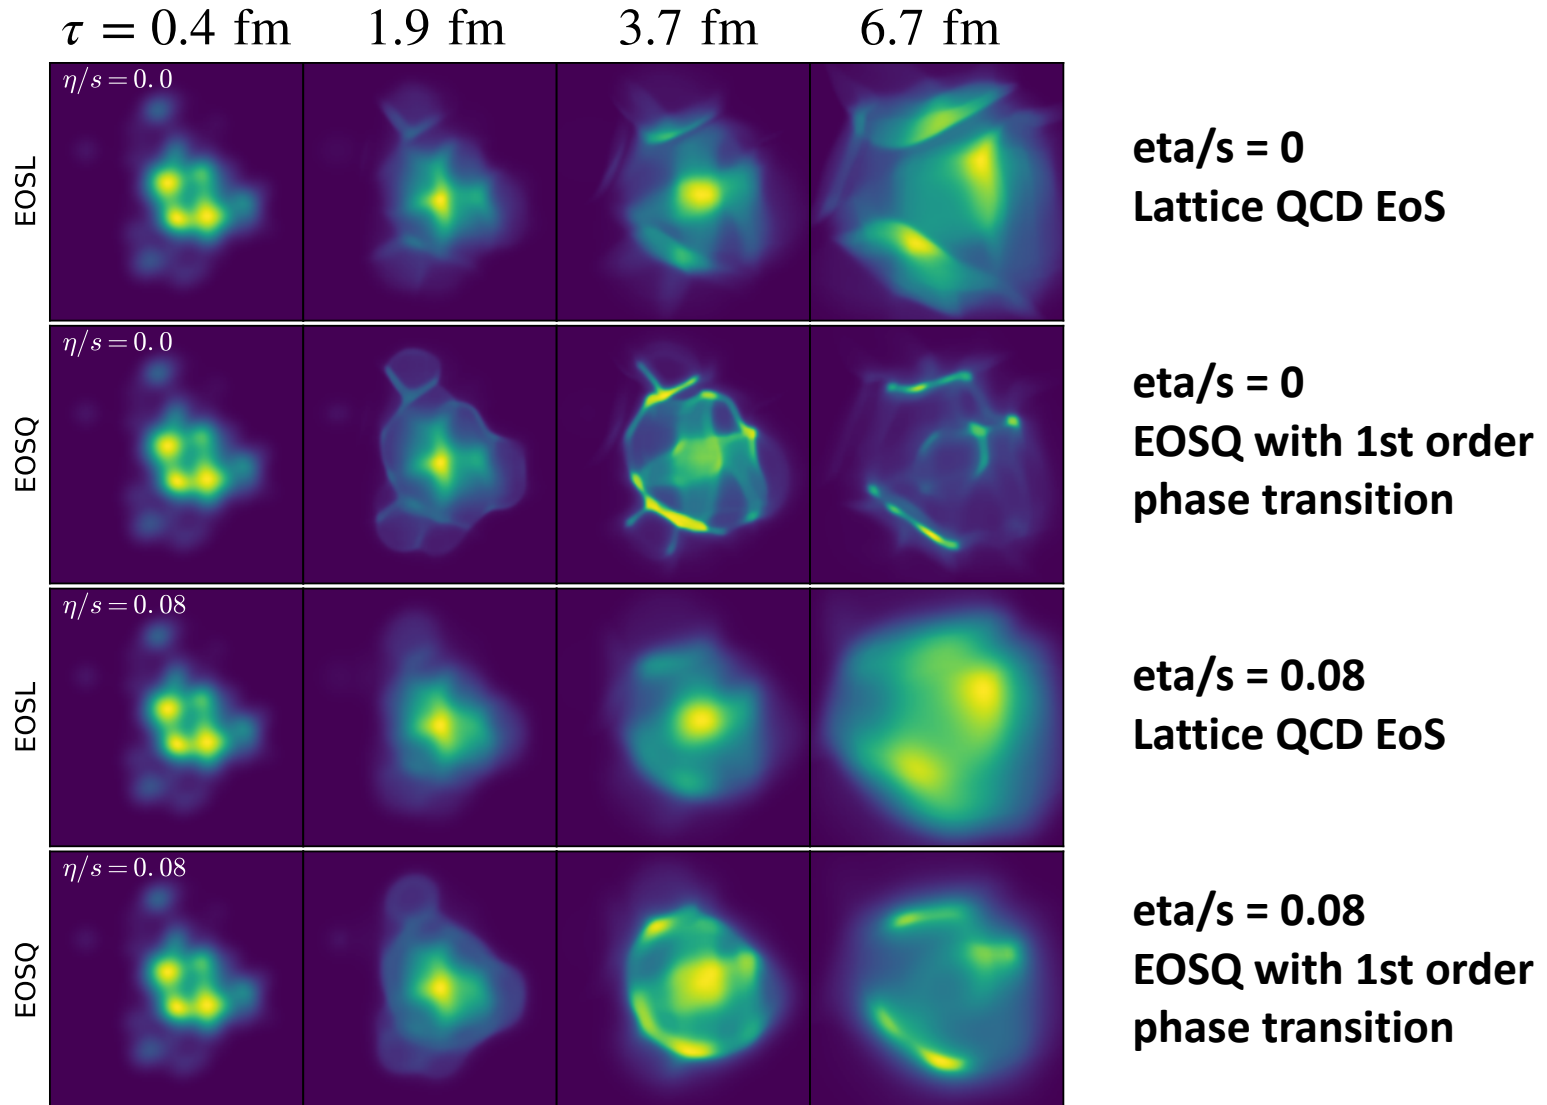 τ = 0.4 fm 1.9 fm 3.7 fm 6.7 fm
EOSL
η/s = 0.0
eta/s = 0
Lattice QCD EoS
EOSQ
η/s = 0.0
eta/s = 0
EOSQ with 1st order
phase transition
EOSL
η/s = 0.08
eta/s = 0.08
Lattice QCD EoS
EOSQ
η/s = 0.08
eta/s = 0.08
EOSQ with 1st order
phase transition